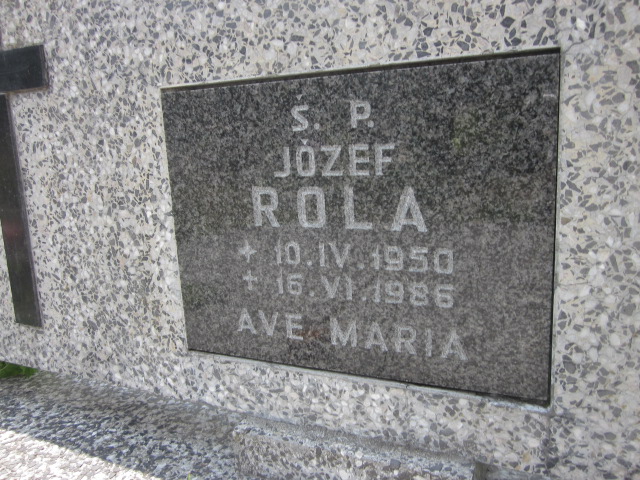 Ś. P.
JÓZEF
ROLA
* 10.IV.1950
+ 16.VI.1986
AVE MARIA